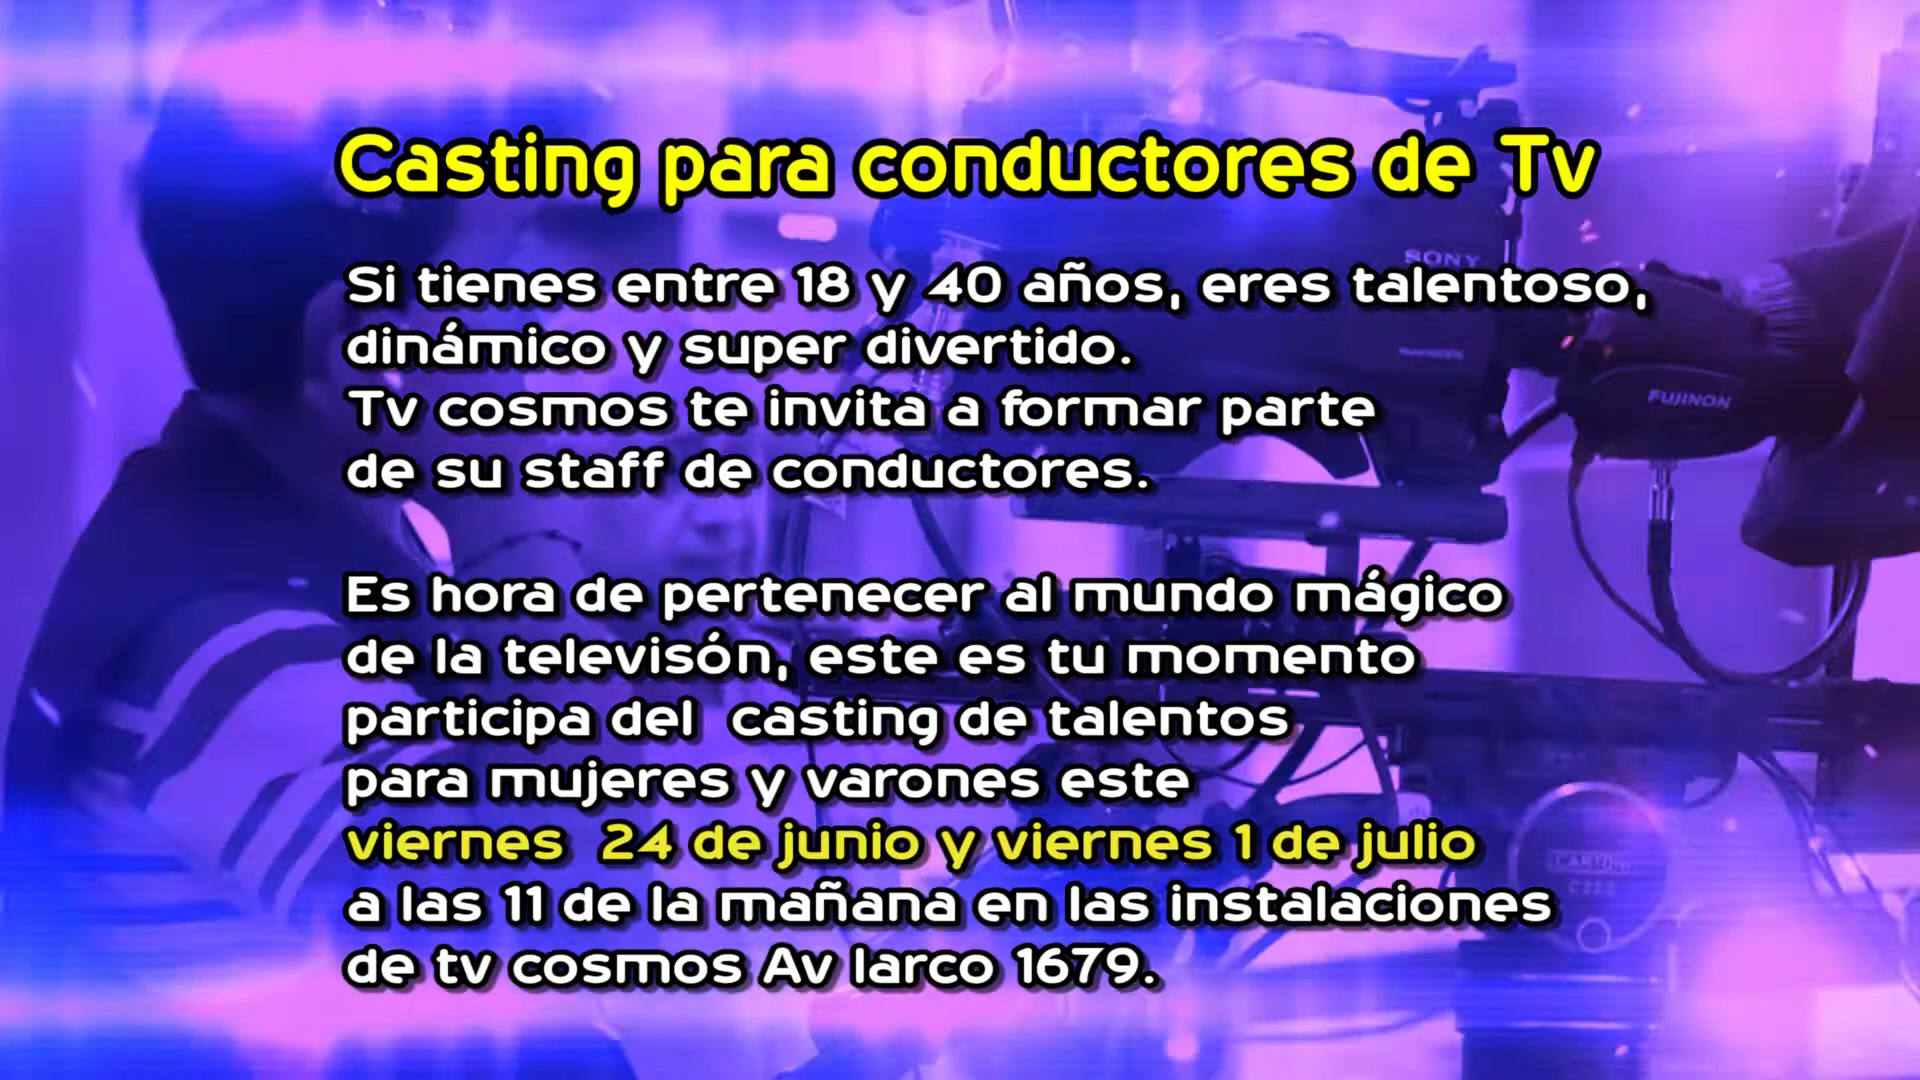 Casting para conductores de Tv
Si tienes entre 18 y 40 años, eres talentoso,
dinámico y super divertido.
Tv cosmos te invita a formar parte
de su staff de conductores.
Es hora de pertenecer al mundo mágico
de la televisón, este es tu momento
participa del casting de talentos
para mujeres y varones este
viernes 24 de junio y viernes 1 de julio
a las 11 de la mañana en las instalaciones
de tv cosmos Av larco 1679.
SONY
FUJINON